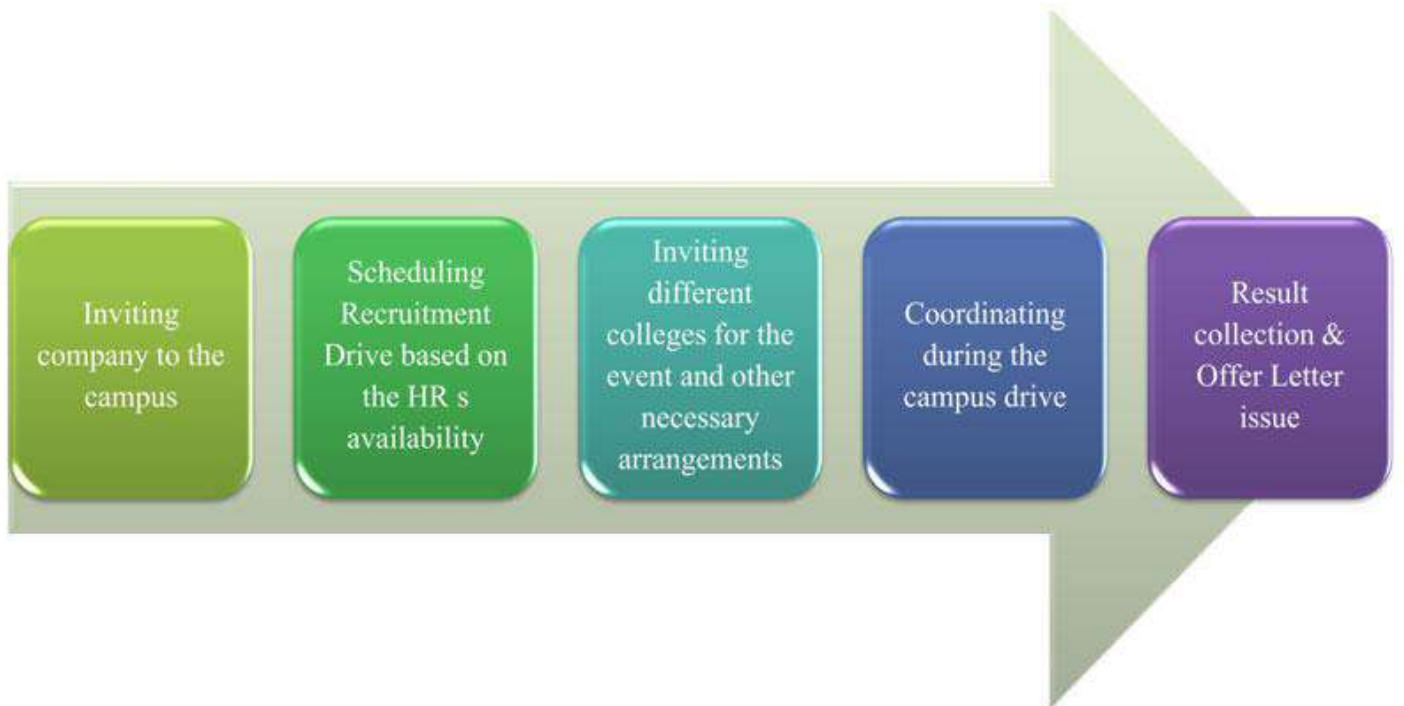 Inviting
company to the
campus
Scheduling
Recruitment
Drive based on
the HR s
availability
Inviting
different
colleges for the
event and other
necessary
arrangements
Coordinating
during the
campus drive
Result
collection &
Offer Letter
issue